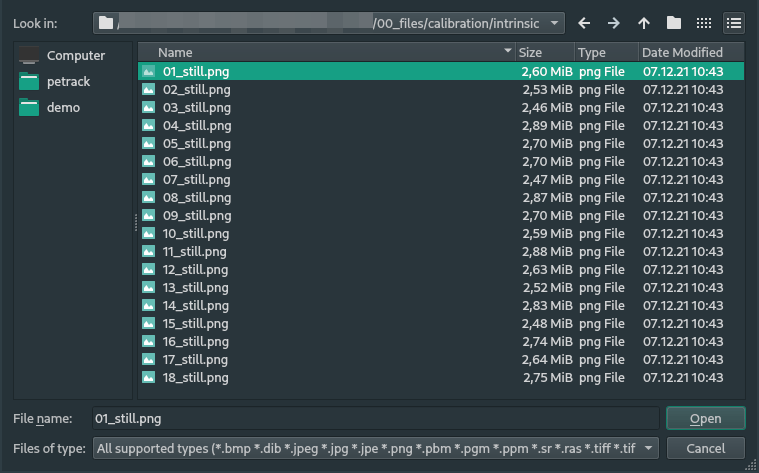 Look in: /00_files/calibration/intrinsic
Computer
petrack
demo
Name Size Type Date Modified
01_still.png 2,60 MiB png File 07.12.21 10:43
02_still.png 2,53 MiB png File 07.12.21 10:43
03_still.png 2,46 MiB png File 07.12.21 10:43
04_still.png 2,89 MiB png File 07.12.21 10:43
05_still.png 2,70 MiB png File 07.12.21 10:43
06_still.png 2,70 MiB png File 07.12.21 10:43
07_still.png 2,47 MiB png File 07.12.21 10:43
08_still.png 2,87 MiB png File 07.12.21 10:43
09_still.png 2,70 MiB png File 07.12.21 10:43
10_still.png 2,59 MiB png File 07.12.21 10:43
11_still.png 2,88 MiB png File 07.12.21 10:43
12_still.png 2,63 MiB png File 07.12.21 10:43
13_still.png 2,52 MiB png File 07.12.21 10:43
14_still.png 2,83 MiB png File 07.12.21 10:43
15_still.png 2,48 MiB png File 07.12.21 10:43
16_still.png 2,74 MiB png File 07.12.21 10:43
17_still.png 2,64 MiB png File 07.12.21 10:43
18_still.png 2,75 MiB png File 07.12.21 10:43
File name: 01_still.png Open
Files of type: All supported types (*.bmp *.dib *.jpeg *.jpg *.jpe *.png *.pbm *.pgm *.ppm *.sr *.ras *.tiff *.tif Cancel